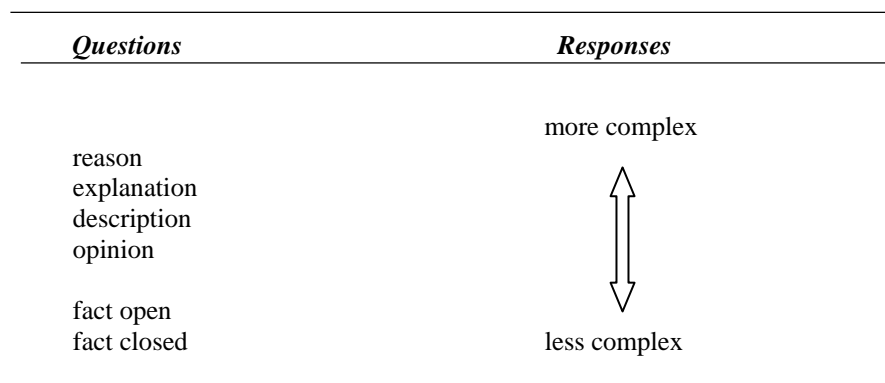 Questions Responses
more complex
reason
explanation
description
opinion
fact open
fact closed less complex